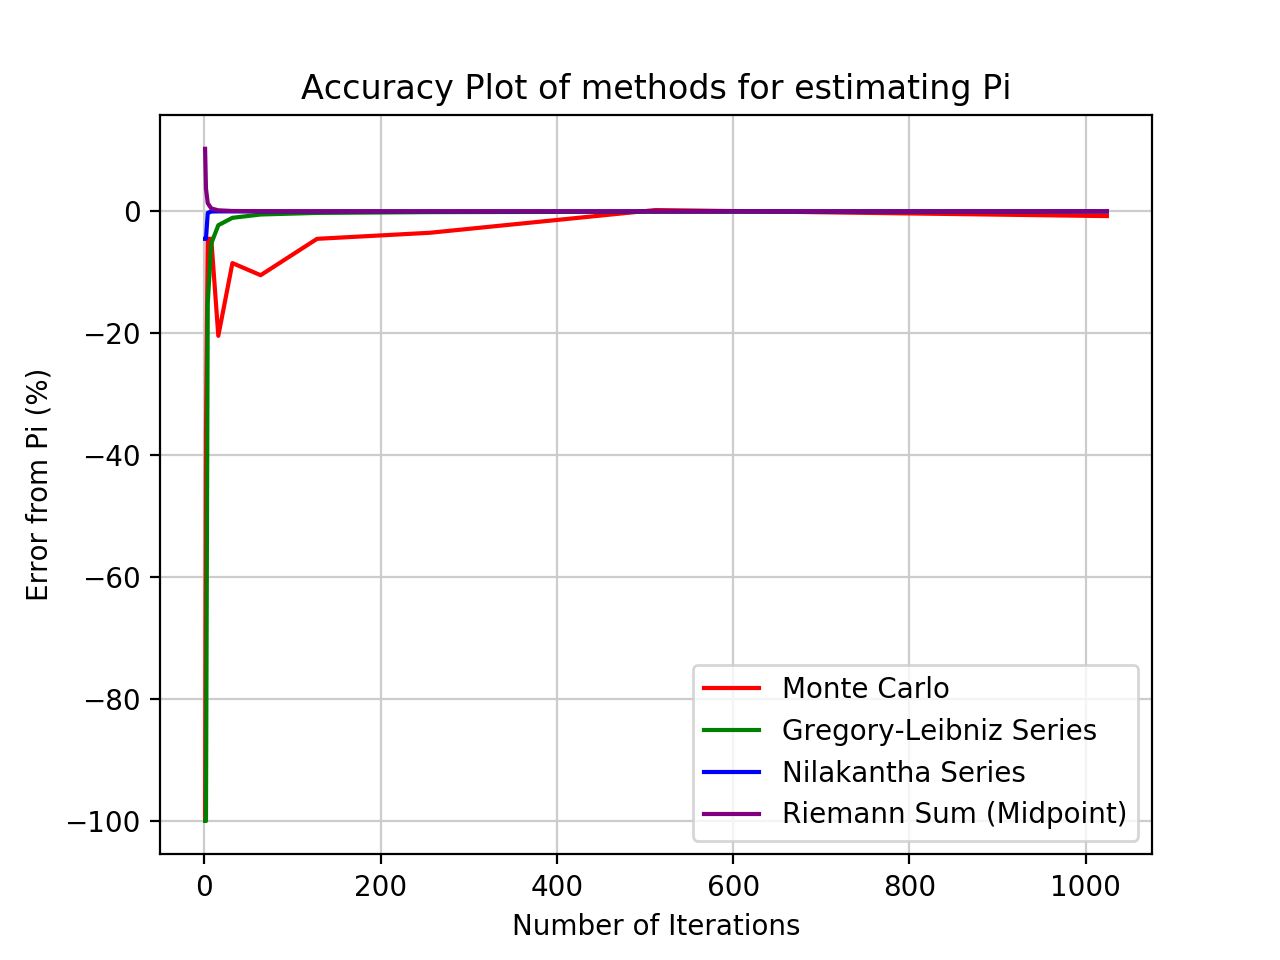 Accuracy Plot of methods for estimating Pi
Error from Pi (%)
0
−20
−40
−60
−80
−100
0 200 400 600 800 1000
Number of Iterations
Monte Carlo
Gregory-Leibniz Series
Nilakantha Series
Riemann Sum (Midpoint)